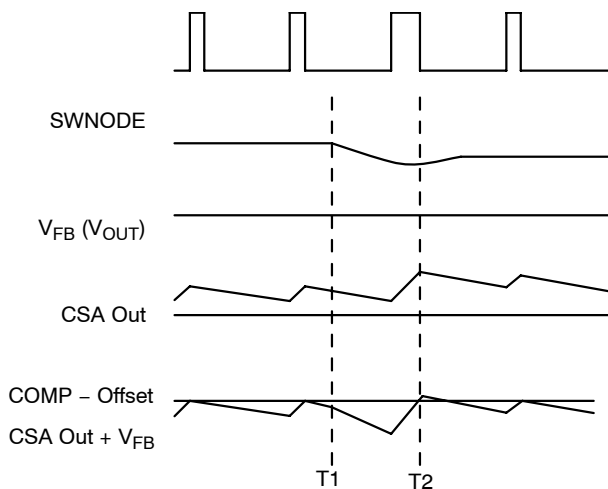 SWNODE
V_FB (V_OUT)
CSA Out
COMP – Offset
CSA Out + V_FB
T1 T2